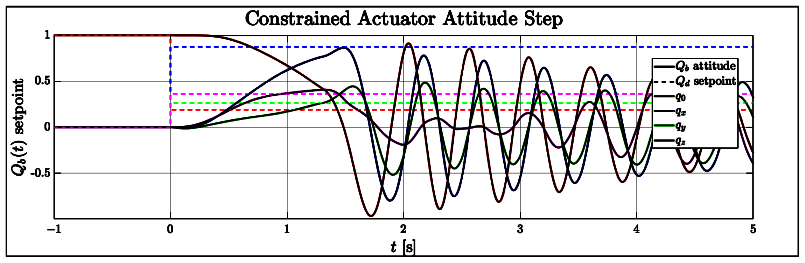 Constrained Actuator Attitude Step
Q_b(t) setpoint
1
0.5
0
-0.5
-1
0
1
2
3
4
5
t [s]
Q_b attitude
Q_d setpoint
q_0
q_x
q_y
q_z